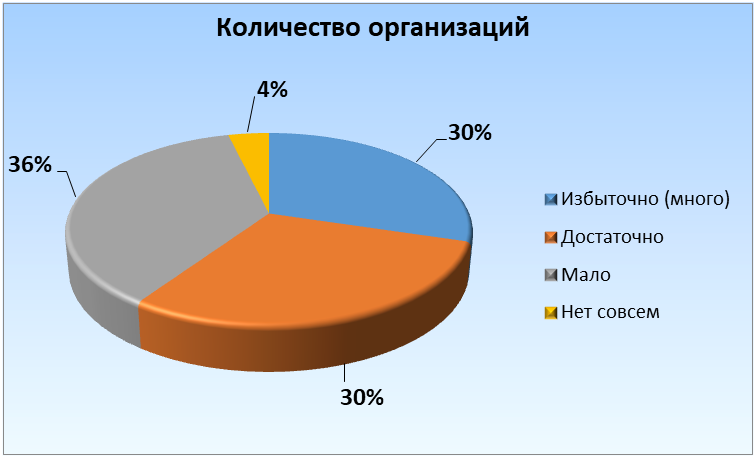 Количество организаций
4%
30%
36%
Избыточно (много)
Достаточно
Мало
Нет совсем
30%